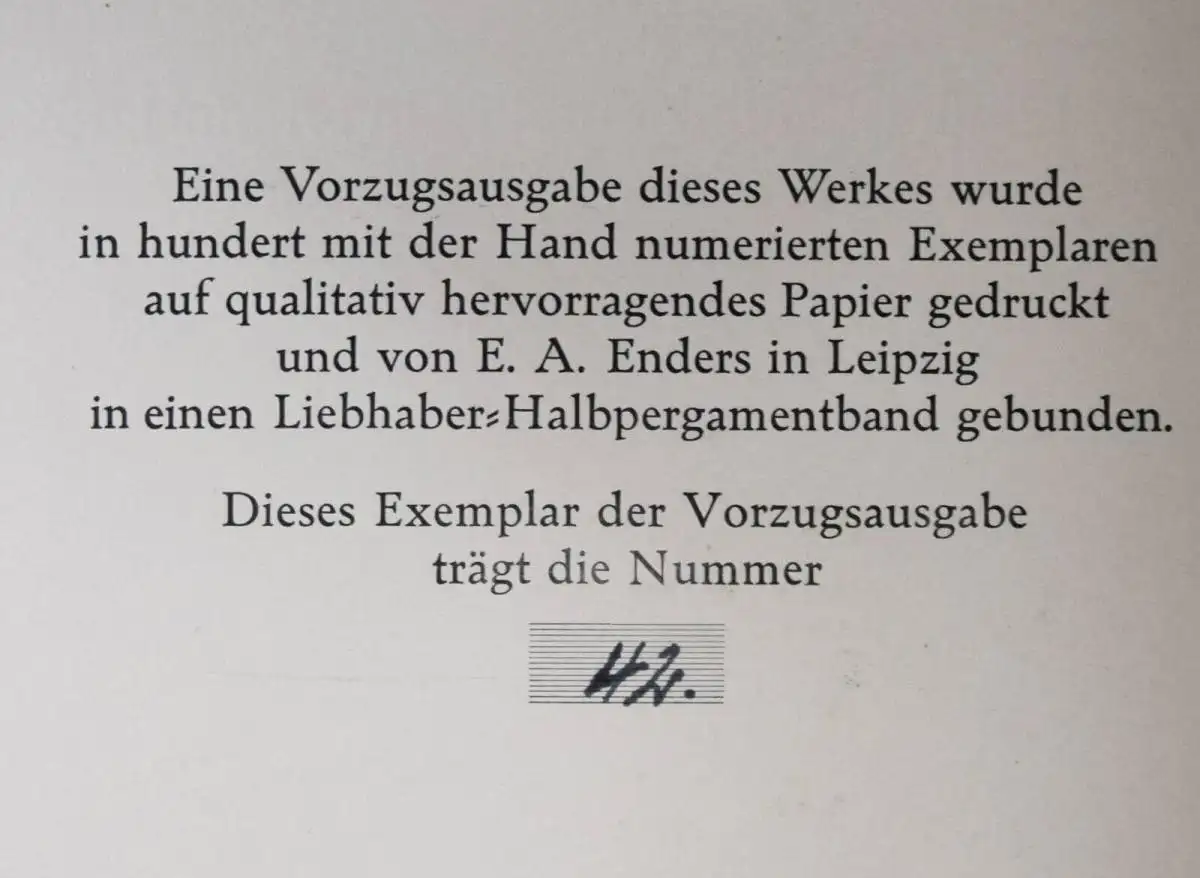 Eine Vorzugsausgabe dieses Werkes wurde
in hundert mit der Hand numerierten Exemplaren
auf qualitativ hervorragendes Papier gedruckt
und von E. A. Enders in Leipzig
in einen Liebhaber-Halbpergamentband gebunden.
Dieses Exemplar der Vorzugsausgabe
trägt die Nummer
42.